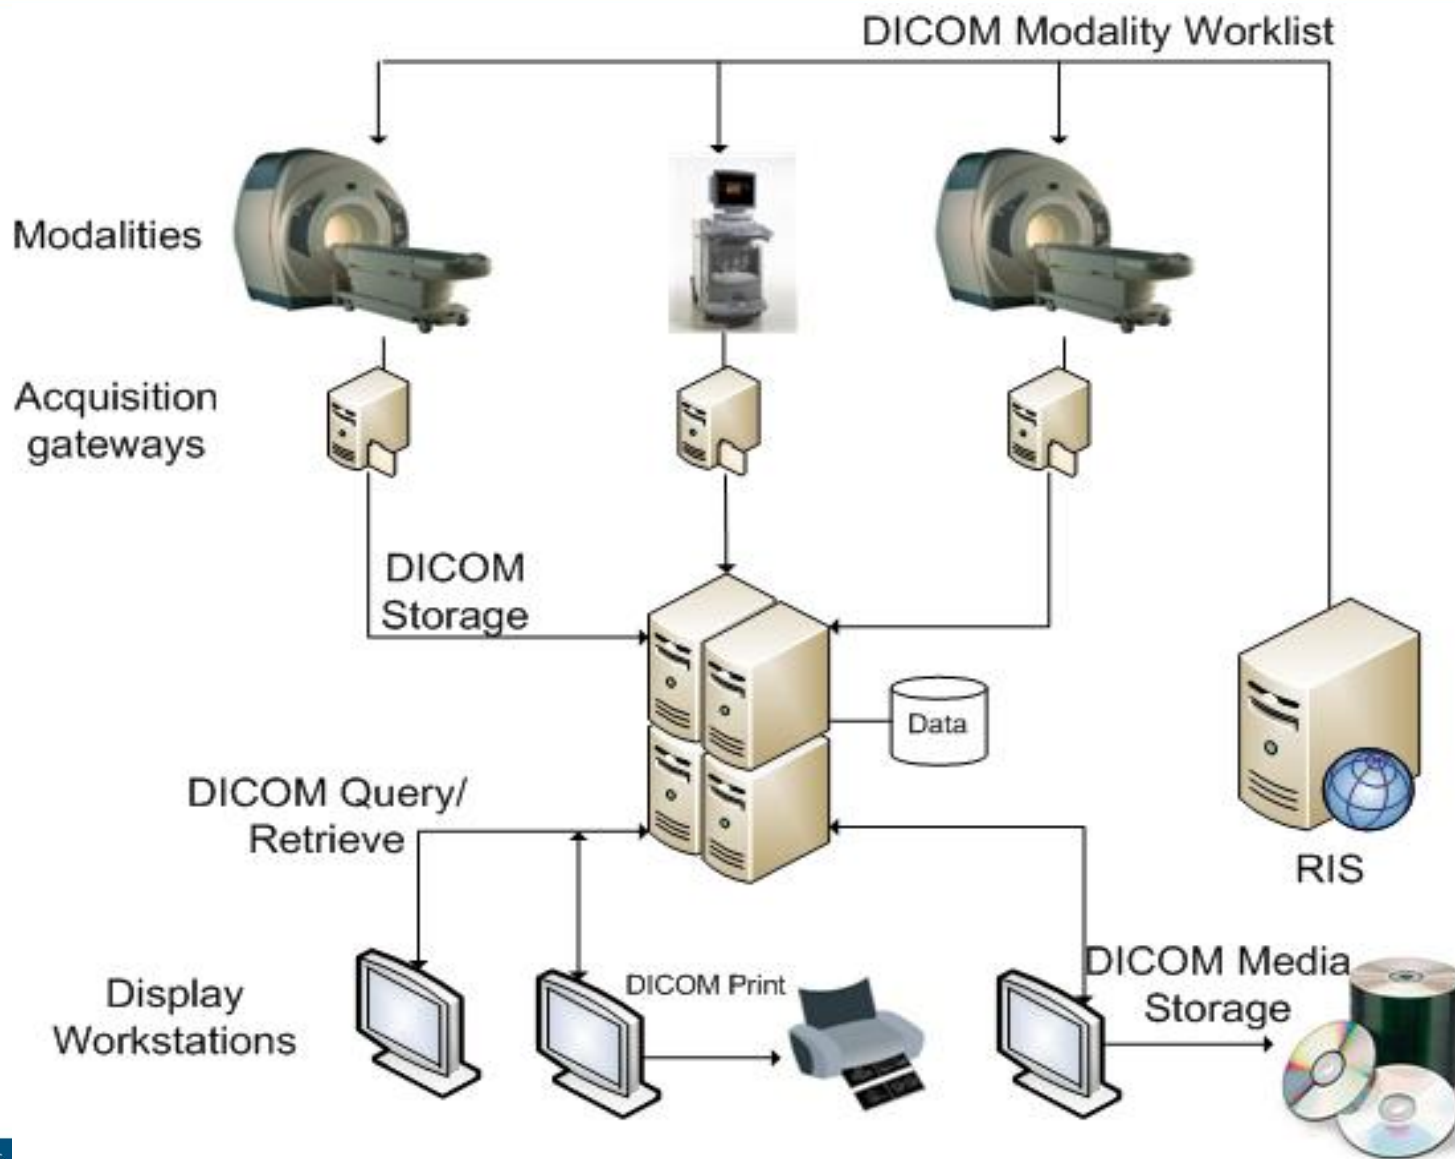 DICOM Modality Worklist
Modalities
Acquisition
gateways
DICOM
Storage
Data
DICOM Query/
Retrieve
RIS
Display
Workstations
DICOM Print
DICOM Media
Storage